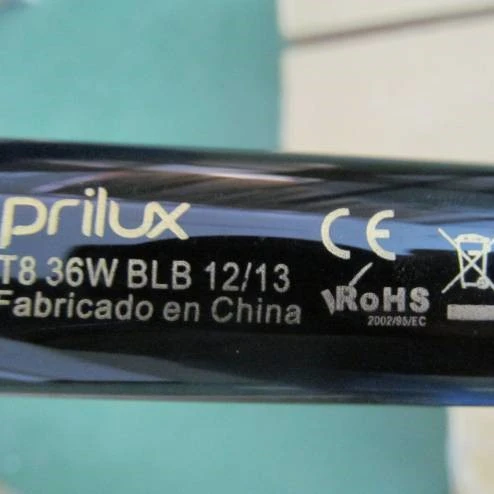 prilux
T8 36W BLB 12/13
Fabricado en China
CE
RoHS
2002/95/EC